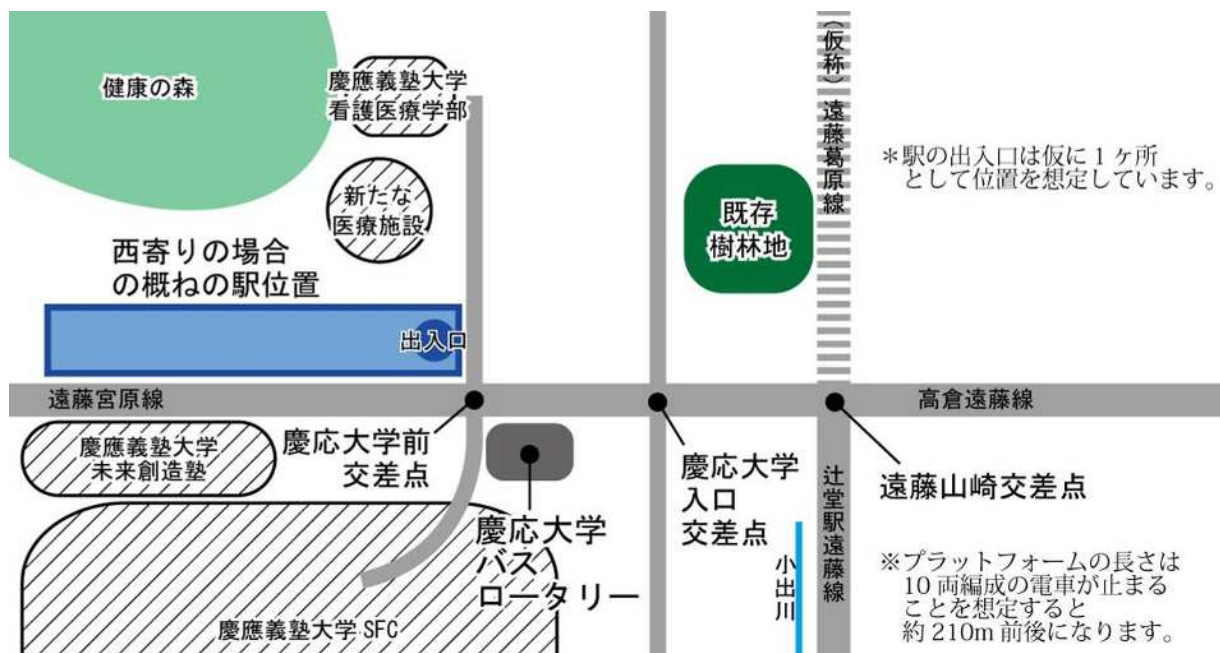 健康の森
慶應義塾大学
看護医療学部
新たな
医療施設
西寄りの場合
の概ねの駅位置
出入口
既存
樹林地
（仮称）遠藤葛原線
＊駅の出入口は仮に1ヶ所
として位置を想定しています。
遠藤宮原線
高倉遠藤線
慶應義塾大学
未来創造塾
慶応大学前
交差点
慶応大学
バス
ロータリー
慶応大学
入口
交差点
小出川
辻堂駅遠藤線
遠藤山崎交差点
※プラットフォームの長さは
10両編成の電車が止まる
ことを想定すると
約210m前後になります。
慶應義塾大学SFC